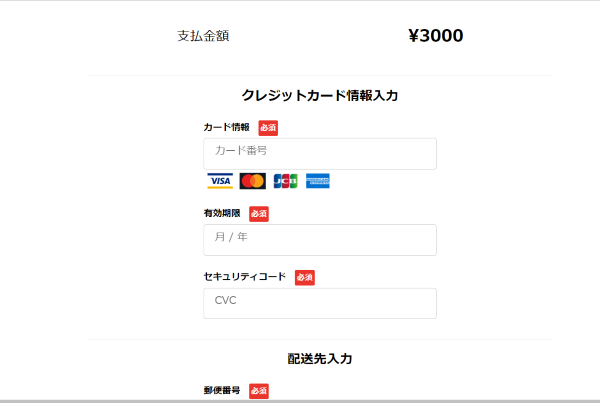 支払金額 ¥3000
クレジットカード情報入力
カード情報 必須
カード番号
VISA JCB
有効期限 必須
月 / 年
セキュリティコード 必須
CVC
配送先入力
郵便番号 必須